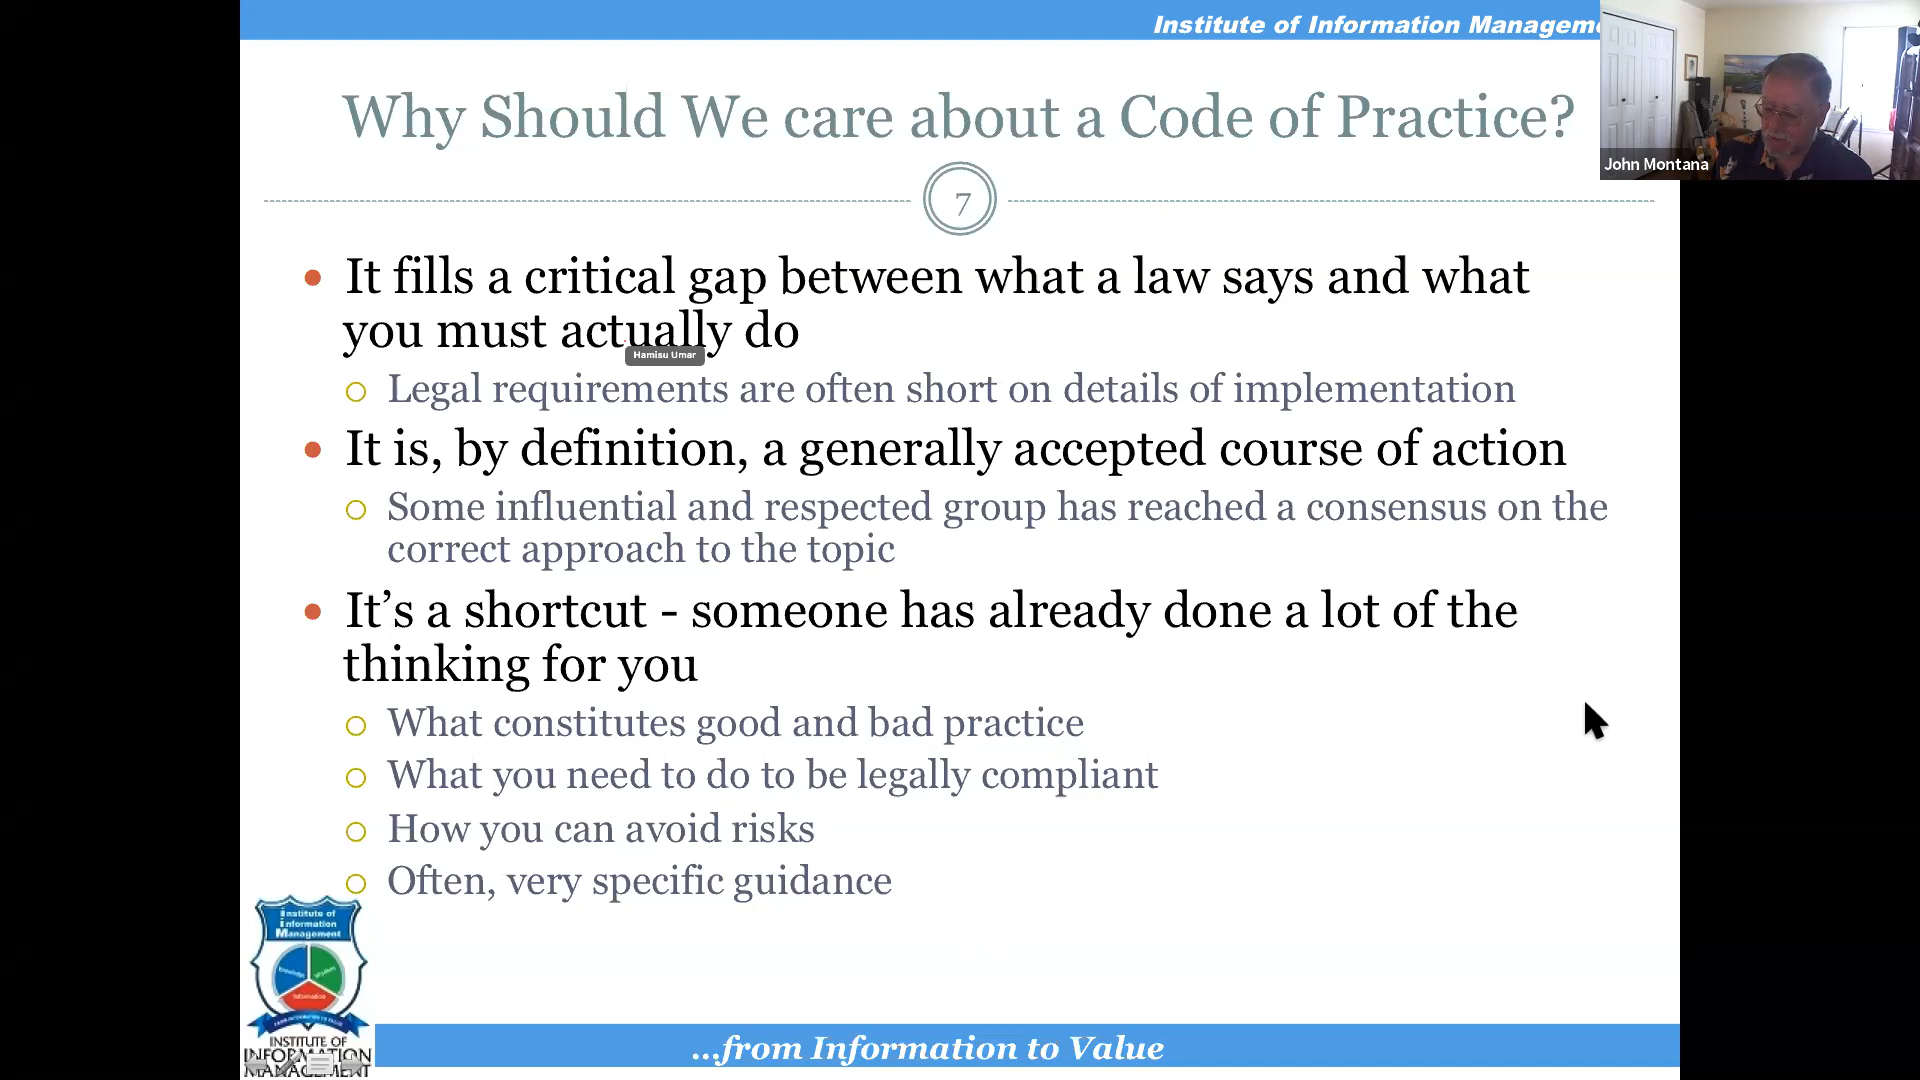 Institute of Information Managem
John Montana
Why Should We care about a Code of Practice?
7
It fills a critical gap between what a law says and what
you must actually do
Hamisu Umar
Legal requirements are often short on details of implementation
It is, by definition, a generally accepted course of action
Some influential and respected group has reached a consensus on the
correct approach to the topic
It’s a shortcut - someone has already done a lot of the
thinking for you
What constitutes good and bad practice
What you need to do to be legally compliant
How you can avoid risks
Often, very specific guidance
Institute of
Information
Management
Knowledge
Wisdom
Information
INSTITUTE OF
INFORMATION
MANAGEMENT
...from Information to Value